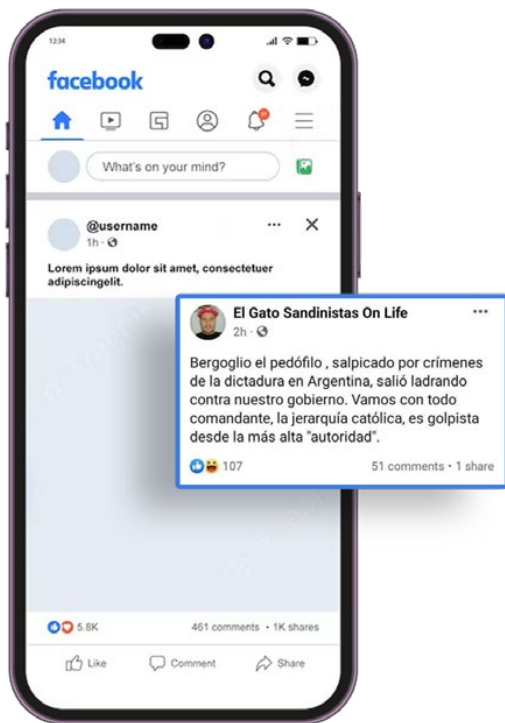 1234
facebook
What's on your mind?
@username
1h
Lorem ipsum dolor sit amet, consectetuer
adipiscingelit.
El Gato Sandinistas On Life
2h
Bergoglio el pedófilo , salpicado por crímenes
de la dictadura en Argentina, salió ladrando
contra nuestro gobierno. Vamos con todo
comandante, la jerarquía católica, es golpista
desde la más alta "autoridad".
107 51 comments • 1 share
5.8K 461 comments • 1K shares
Like Comment Share